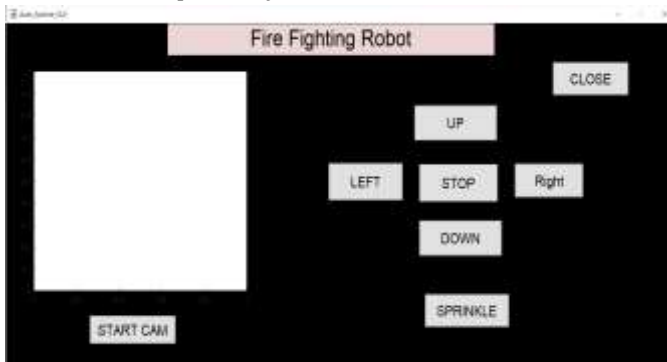 Fire Fighting Robot
CLOSE
UP
LEFT
STOP
Right
DOWN
SPRINKLE
START CAM